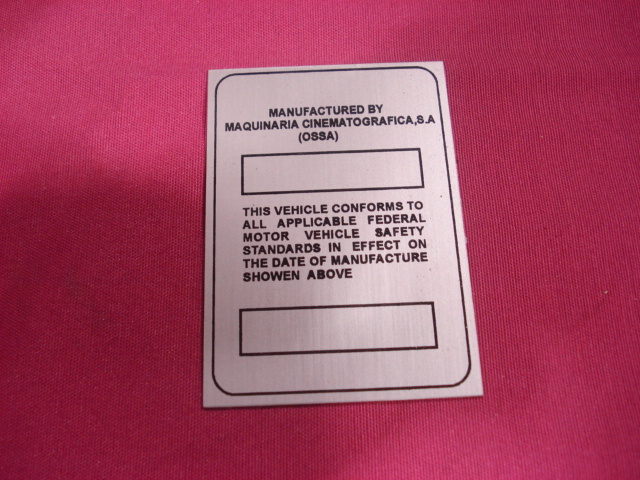 MANUFACTURED BY
MAQUINARIA CINEMATOGRAFICA,S.A
(OSSA)
THIS VEHICLE CONFORMS TO
ALL APPLICABLE FEDERAL
MOTOR VEHICLE SAFETY
STANDARDS IN EFFECT ON
THE DATE OF MANUFACTURE
SHOWEN ABOVE